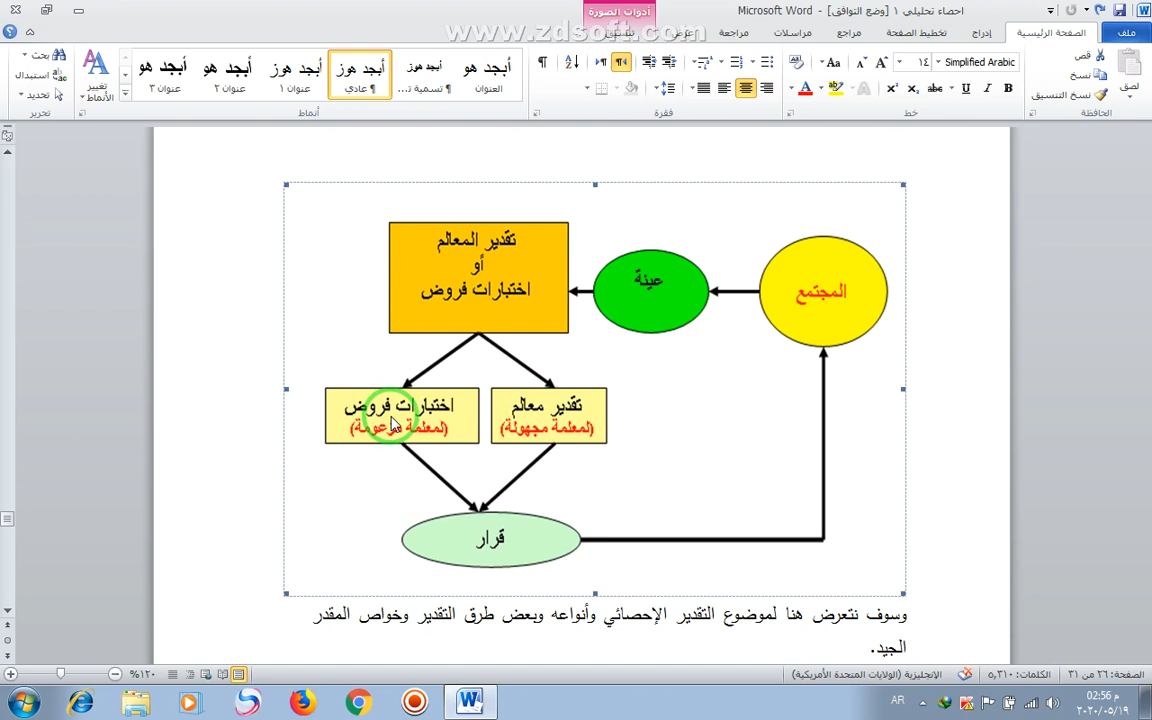 احصاء تحليلي ١ [وضع التوافق] - Microsoft Word
أدوات الصورة
www.zdsoft.com
ملف
الصفحة الرئيسية
إدراج
تخطيط الصفحة
مراسلات
مراجعة
عرض
تنسيق
قص
نسخ
نسخ التنسيق
لصق
الحافظة
Simplified Arabic
١٤
خط
فقرة
أبجد هو
العنوان
أبجد هوز
¶ تسمية ت...
أبجد هوز
¶ عادي
أبجد هوز
عنوان ١
أبجد هو
عنوان ٢
أبجد هو
عنوان ٣
أنماط
تغيير
الأنماط
بحث
استبدال
تحديد
تحرير
المجتمع
عينة
تقدير المعالم
أو
اختبارات فروض
تقدير معالم
(لمعلمة مجهولة)
اختبارات فروض
(لمعلمة مزعومة)
قرار
وسوف نتعرض هنا لموضوع التقدير الإحصائي وأنواعه وبعض طرق التقدير وخواص المقدر
الجيد.
الصفحة: ٢٦ من ٣١
الكلمات: ٥,٣١٠
الإنجليزية (الولايات المتحدة الأمريكية)
%١٢٠
AR
02:56 م
٢٠٢٠/٠٥/١٩